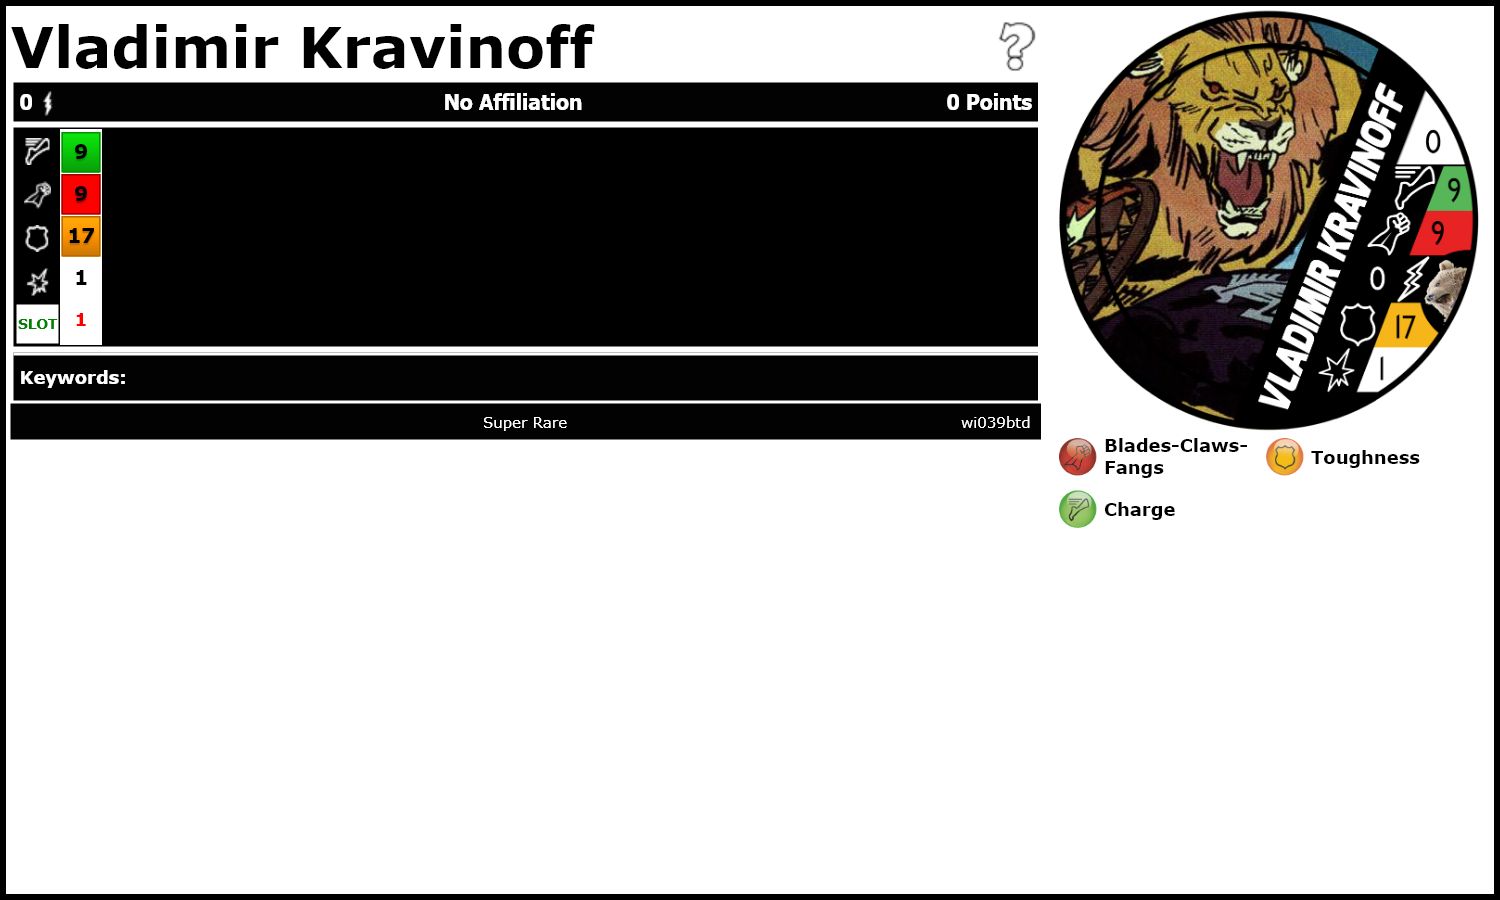 Vladimir Kravinoff
0 No Affiliation 0 Points
9
9
17
1
SLOT 1
Keywords:
Super Rare wi039btd
VLADIMIR KRAVINOFF
0
9
9
0
17
1
Blades-Claws-
Fangs
Toughness
Charge